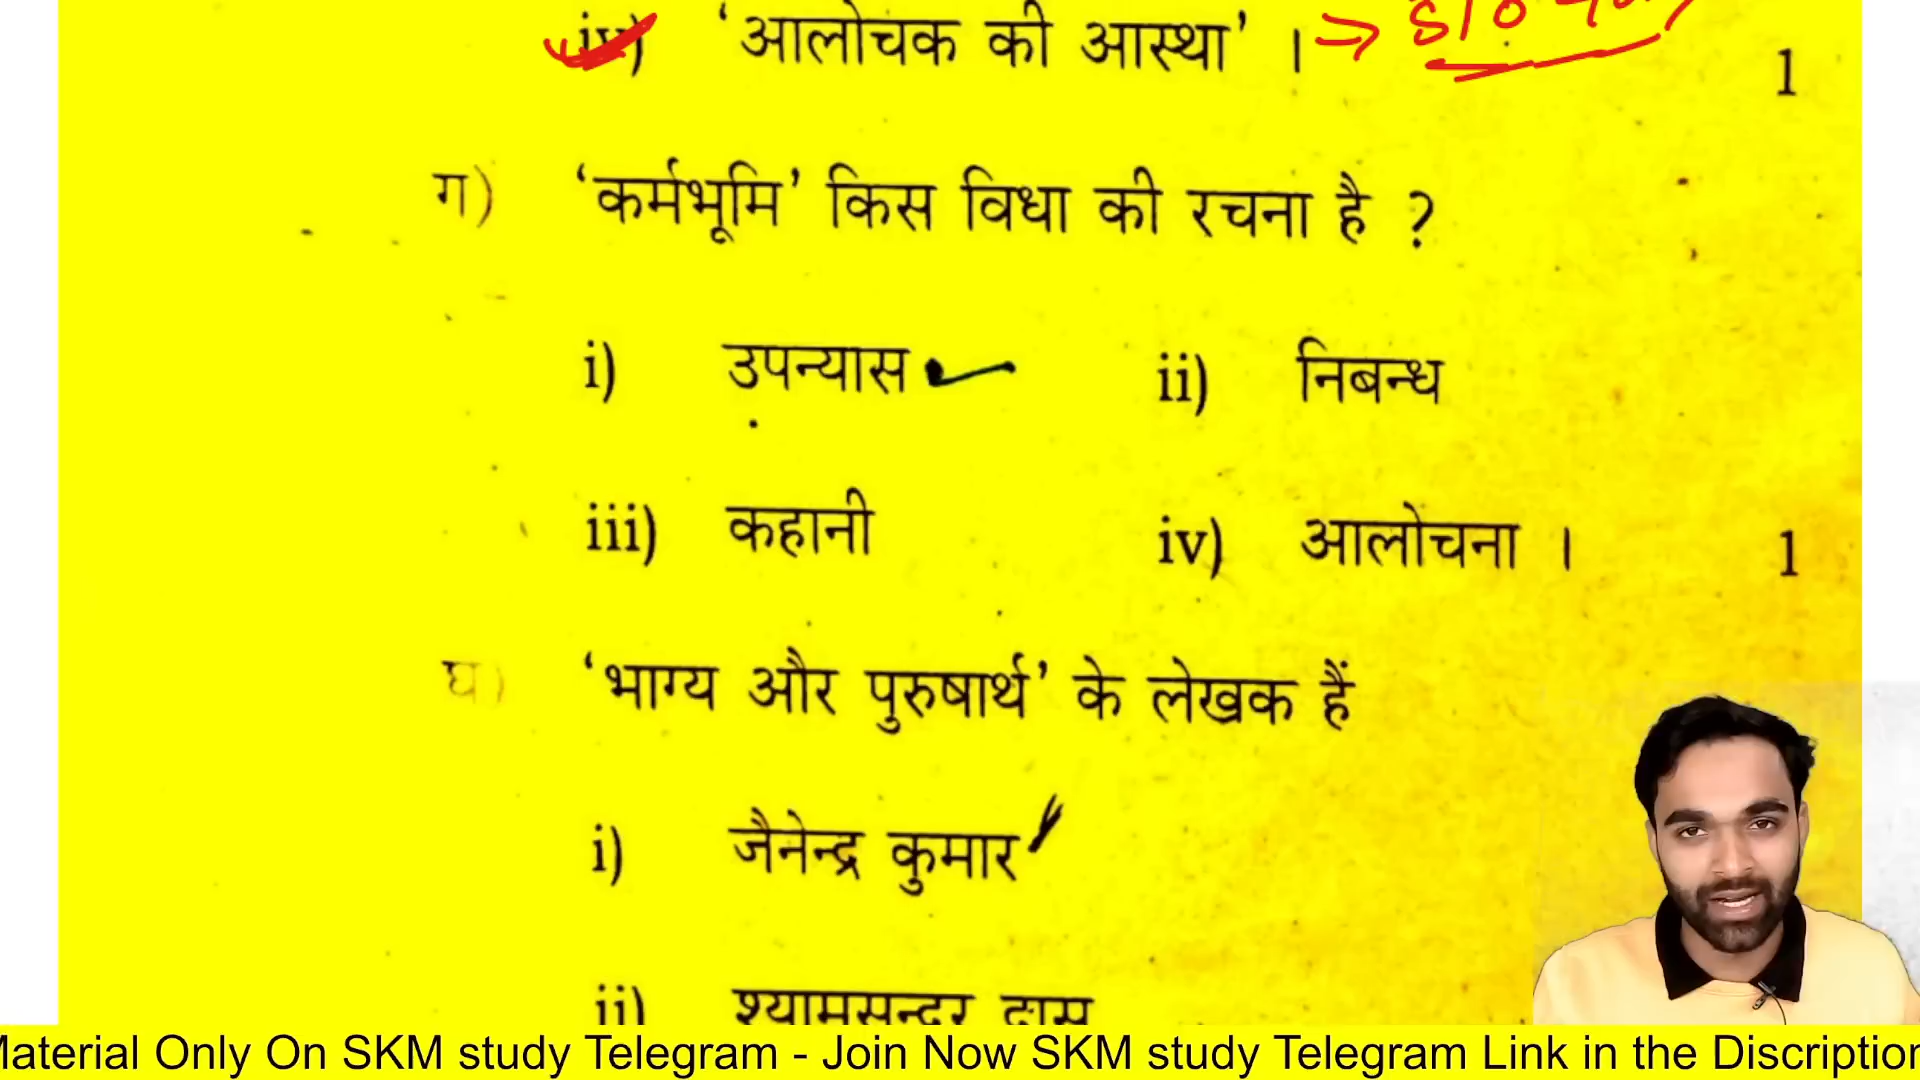 iv) ‘आलोचक की आस्था’ ।
1
ग) ‘कर्मभूमि’ किस विधा की रचना है ?
i) उपन्यास ii) निबन्ध
iii) कहानी iv) आलोचना । 1
घ) ‘भाग्य और पुरुषार्थ’ के लेखक हैं
i) जैनेन्द्र कुमार
ii) श्यामसुन्दर दास
Material Only On SKM study Telegram - Join Now SKM study Telegram Link in the Discription